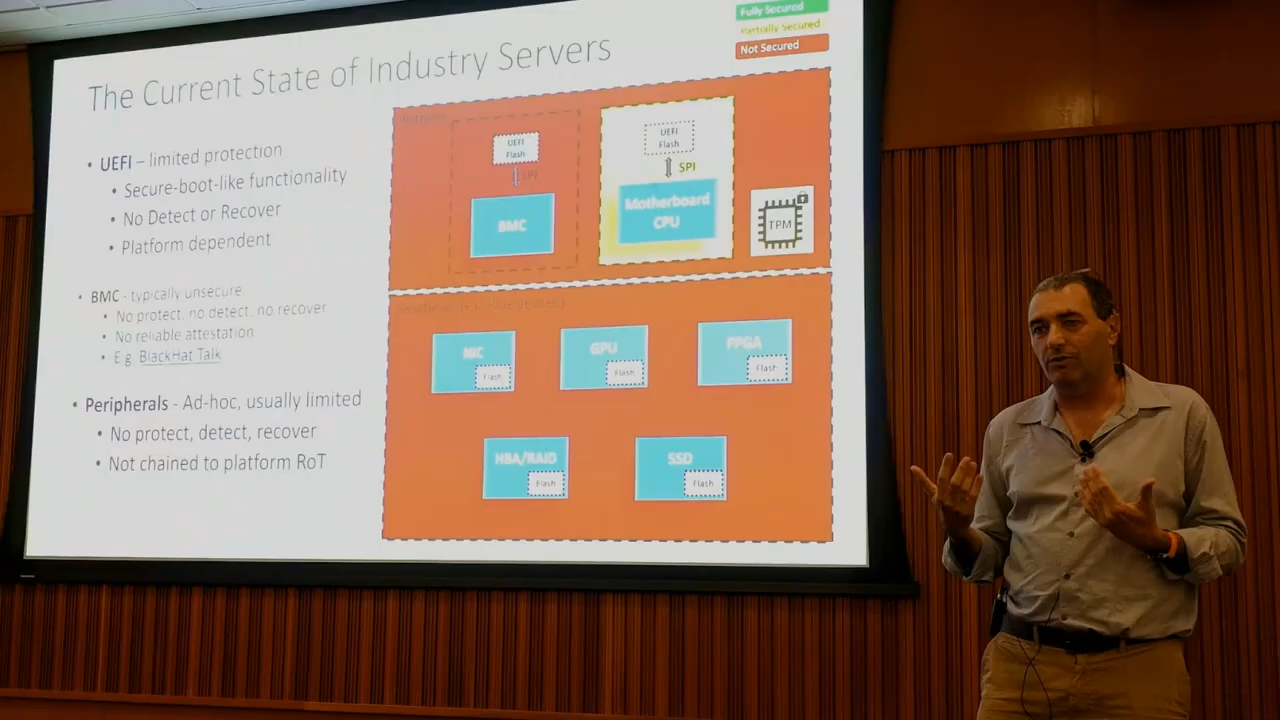 The Current State of Industry Servers
• UEFI – limited protection
• Secure-boot-like functionality
• No Detect or Recover
• Platform dependent
• BMC - typically unsecure
• No protect, no detect, no recover
• No reliable attestation
• E.g. BlackHat Talk
• Peripherals - Ad-hoc, usually limited
• No protect, detect, recover
• Not chained to platform RoT
Fully Secured
Partially Secured
Not Secured
UEFI
Flash
SPI
BMC
UEFI
Flash
SPI
Motherboard
CPU
TPM
NIC
Flash
GPU
Flash
FPGA
Flash
HBA/RAID
Flash
SSD
Flash